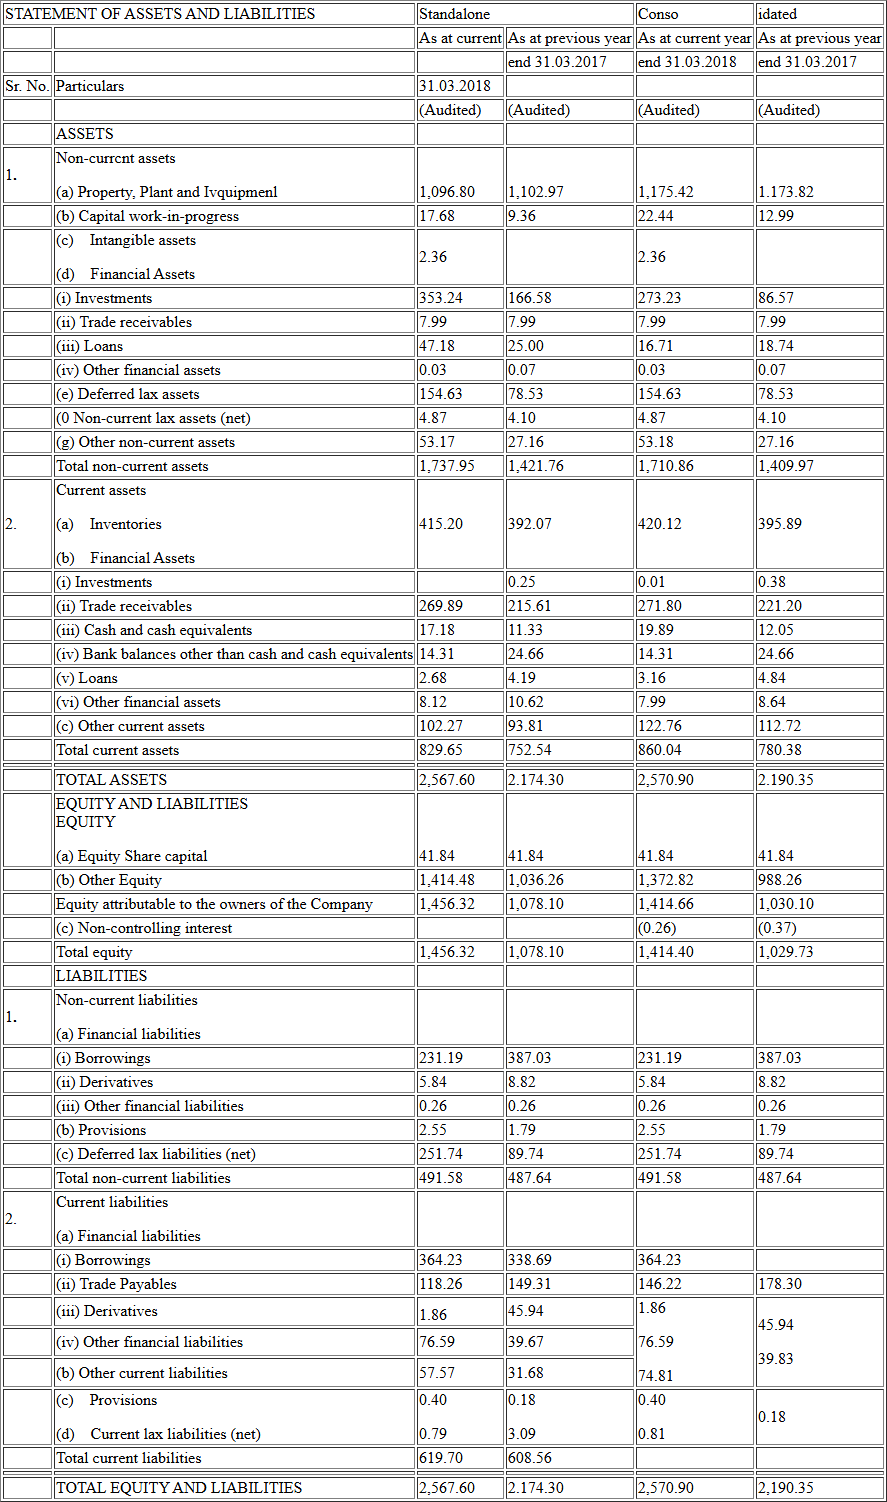 STATEMENT OF ASSETS AND LIABILITIES Standalone Conso idated
As at current As at previous year As at current year As at previous year
end 31.03.2017 end 31.03.2018 end 31.03.2017
Sr. No. Particulars 31.03.2018
(Audited) (Audited) (Audited) (Audited)
ASSETS
Non-currcnt assets
1.
(a) Property, Plant and Ivquipmenl 1,096.80 1,102.97 1,175.42 1.173.82
(b) Capital work-in-progress 17.68 9.36 22.44 12.99
(c) Intangible assets
2.36 2.36
(d) Financial Assets
(i) Investments 353.24 166.58 273.23 86.57
(ii) Trade receivables 7.99 7.99 7.99 7.99
(iii) Loans 47.18 25.00 16.71 18.74
(iv) Other financial assets 0.03 0.07 0.03 0.07
(e) Deferred lax assets 154.63 78.53 154.63 78.53
(0 Non-current lax assets (net) 4.87 4.10 4.87 4.10
(g) Other non-current assets 53.17 27.16 53.18 27.16
Total non-current assets 1,737.95 1,421.76 1,710.86 1,409.97
Current assets
2. (a) Inventories 415.20 392.07 420.12 395.89
(b) Financial Assets
(i) Investments 0.25 0.01 0.38
(ii) Trade receivables 269.89 215.61 271.80 221.20
(iii) Cash and cash equivalents 17.18 11.33 19.89 12.05
(iv) Bank balances other than cash and cash equivalents 14.31 24.66 14.31 24.66
(v) Loans 2.68 4.19 3.16 4.84
(vi) Other financial assets 8.12 10.62 7.99 8.64
(c) Other current assets 102.27 93.81 122.76 112.72
Total current assets 829.65 752.54 860.04 780.38
TOTAL ASSETS 2,567.60 2.174.30 2,570.90 2.190.35
EQUITY AND LIABILITIES
EQUITY
(a) Equity Share capital 41.84 41.84 41.84 41.84
(b) Other Equity 1,414.48 1,036.26 1,372.82 988.26
Equity attributable to the owners of the Company 1,456.32 1,078.10 1,414.66 1,030.10
(c) Non-controlling interest (0.26) (0.37)
Total equity 1,456.32 1,078.10 1,414.40 1,029.73
LIABILITIES
Non-current liabilities
1.
(a) Financial liabilities
(i) Borrowings 231.19 387.03 231.19 387.03
(ii) Derivatives 5.84 8.82 5.84 8.82
(iii) Other financial liabilities 0.26 0.26 0.26 0.26
(b) Provisions 2.55 1.79 2.55 1.79
(c) Deferred lax liabilities (net) 251.74 89.74 251.74 89.74
Total non-current liabilities 491.58 487.64 491.58 487.64
Current liabilities
2.
(a) Financial liabilities
(i) Borrowings 364.23 338.69 364.23
(ii) Trade Payables 118.26 149.31 146.22 178.30
(iii) Derivatives 1.86 45.94 1.86
45.94
(iv) Other financial liabilities 76.59 39.67 76.59
39.83
(b) Other current liabilities 57.57 31.68 74.81
(c) Provisions 0.40 0.18 0.40
0.18
(d) Current lax liabilities (net) 0.79 3.09 0.81
Total current liabilities 619.70 608.56
TOTAL EQUITY AND LIABILITIES 2,567.60 2.174.30 2,570.90 2,190.35